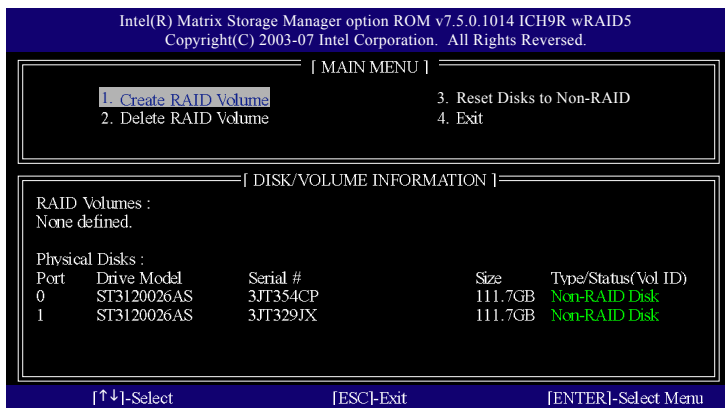 Intel(R) Matrix Storage Manager option ROM v7.5.0.1014 ICH9R wRAID5
Copyright(C) 2003-07 Intel Corporation. All Rights Reversed.
[ MAIN MENU ]
1. Create RAID Volume 3. Reset Disks to Non-RAID
2. Delete RAID Volume 4. Exit
[ DISK/VOLUME INFORMATION ]
RAID Volumes :
None defined.
Physical Disks :
Port Drive Model Serial # Size Type/Status(Vol ID)
0 ST3120026AS 3JT354CP 111.7GB Non-RAID Disk
1 ST3120026AS 3JT329JX 111.7GB Non-RAID Disk
[↑↓]-Select [ESC]-Exit [ENTER]-Select Menu